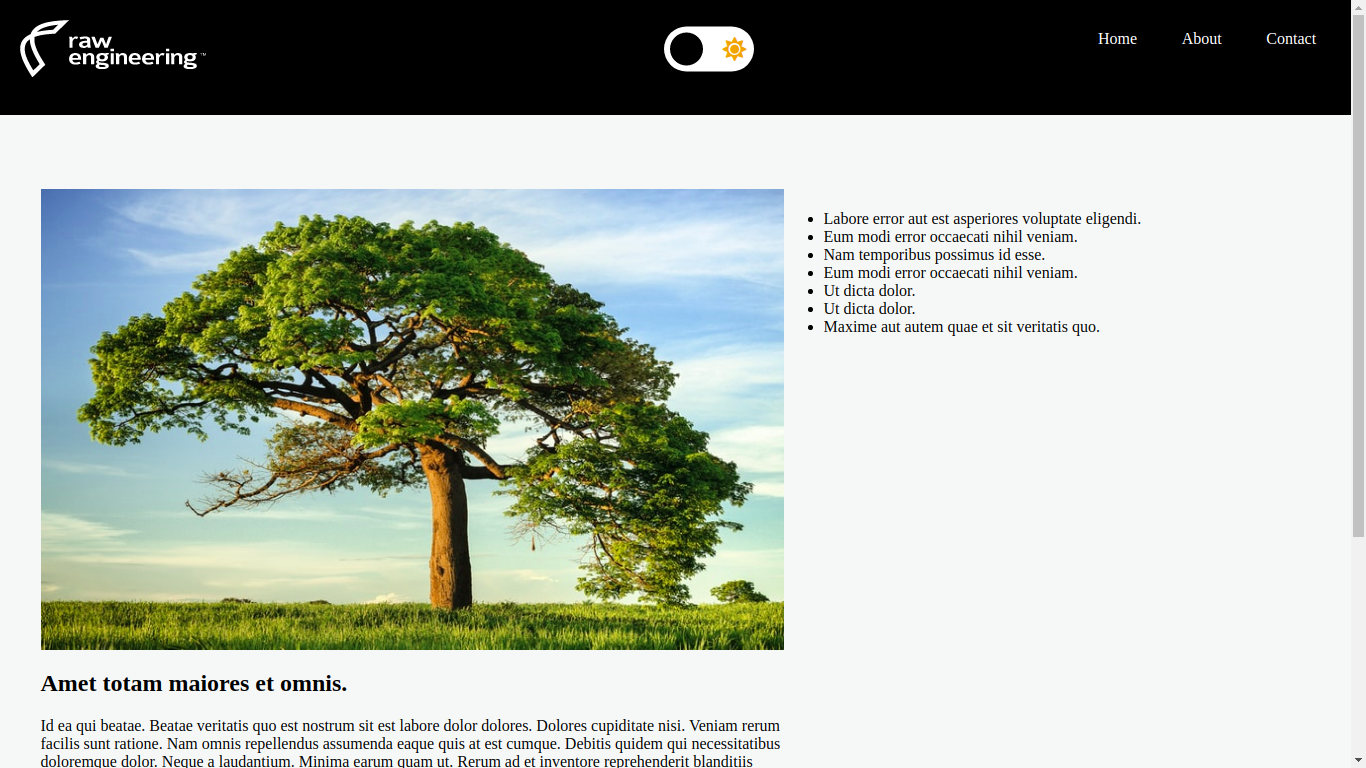 raw
engineering™
Home
About
Contact
Labore error aut est asperiores voluptate eligendi.
Eum modi error occaecati nihil veniam.
Nam temporibus possimus id esse.
Eum modi error occaecati nihil veniam.
Ut dicta dolor.
Ut dicta dolor.
Maxime aut autem quae et sit veritatis quo.
Amet totam maiores et omnis.
Id ea qui beatae. Beatae veritatis quo est nostrum sit est labore dolor dolores. Dolores cupiditate nisi. Veniam rerum
facilis sunt ratione. Nam omnis repellendus assumenda eaque quis at est cumque. Debitis quidem qui necessitatibus
doloremque dolor. Neque a laudantium. Minima earum quam ut. Rerum ad et inventore reprehenderit blanditiis